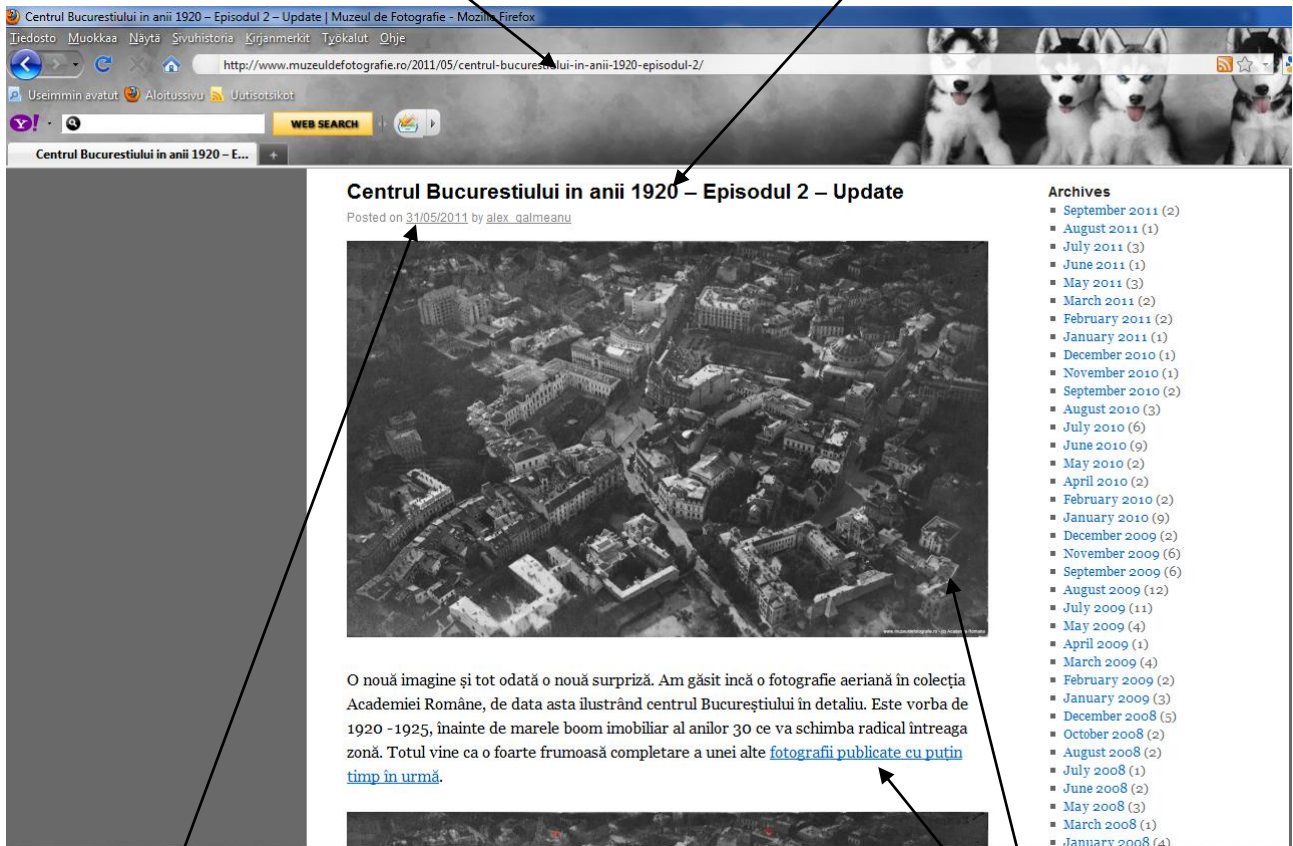 Centrul Bucurestiului in anii 1920 – Episodul 2 – Update | Muzeul de Fotografie - Mozilla Firefox
Tiedosto Muokkaa Näytä Sivuhistoria Kirjanmerkit Työkalut Ohje
http://www.muzeuldefotografie.ro/2011/05/centrul-bucurestiului-in-anii-1920-episodul-2/
Useimmin avatut Aloitussivu Uutisotsikot
Y! WEB SEARCH
Centrul Bucurestiului in anii 1920 – E... +
Centrul Bucurestiului in anii 1920 – Episodul 2 – Update
Posted on 31/05/2011 by alex_galmeanu
www.muzeuldefotografie.ro - (c) Academia Romana
O nouă imagine și tot odată o nouă surpriză. Am găsit incă o fotografie aeriană în colecția
Academiei Române, de data asta ilustrând centrul Bucureștiului în detaliu. Este vorba de
1920 -1925, înainte de marele boom imobiliar al anilor 30 ce va schimba radical întreaga
zonă. Totul vine ca o foarte frumoasă completare a unei alte fotografii publicate cu puțin
timp în urmă.
Archives
September 2011 (2)
August 2011 (1)
July 2011 (3)
June 2011 (1)
May 2011 (3)
March 2011 (2)
February 2011 (2)
January 2011 (1)
December 2010 (1)
November 2010 (1)
September 2010 (2)
August 2010 (3)
July 2010 (6)
June 2010 (9)
May 2010 (2)
April 2010 (2)
February 2010 (2)
January 2010 (9)
December 2009 (2)
November 2009 (6)
September 2009 (6)
August 2009 (12)
July 2009 (11)
May 2009 (4)
April 2009 (1)
March 2009 (4)
February 2009 (2)
January 2009 (3)
December 2008 (5)
October 2008 (2)
August 2008 (2)
July 2008 (1)
June 2008 (2)
May 2008 (3)
March 2008 (1)
January 2008 (4)